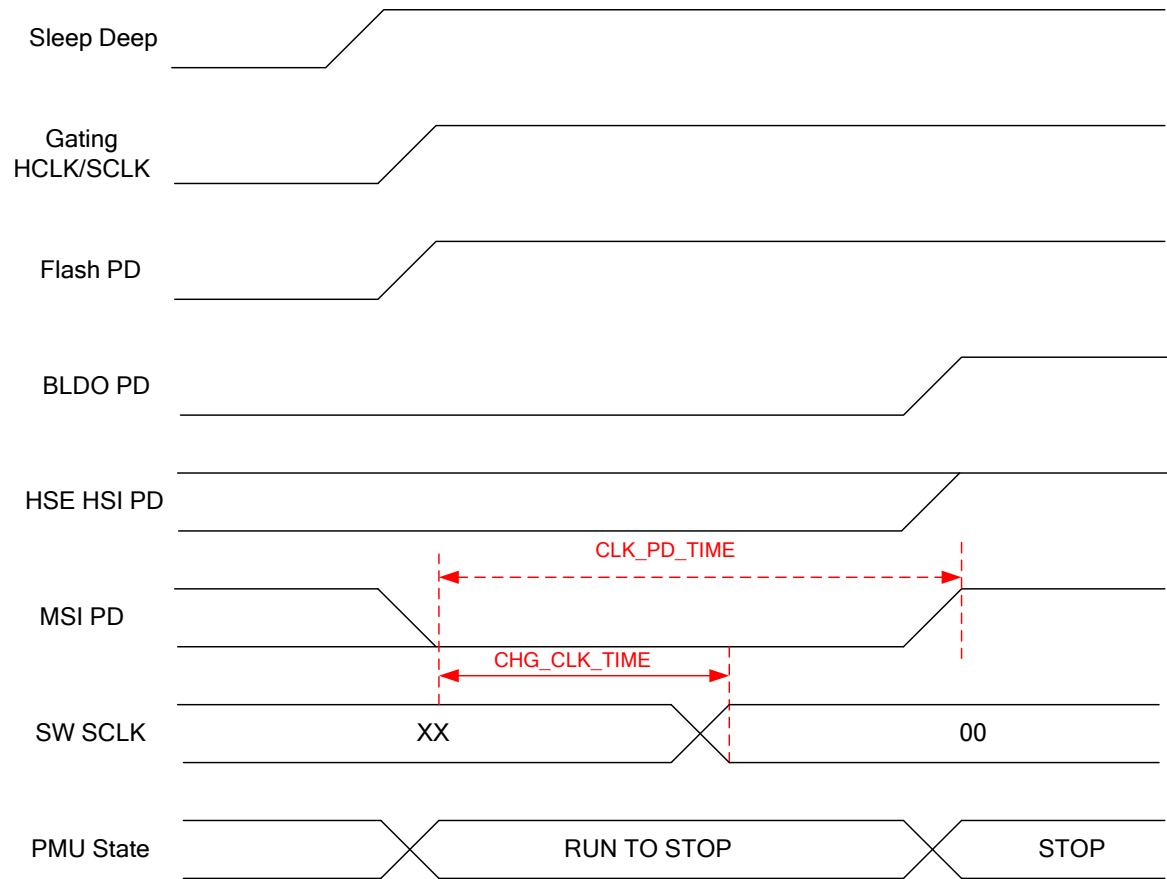 Sleep Deep
Gating
HCLK/SCLK
Flash PD
BLDO PD
HSE HSI PD
CLK_PD_TIME
MSI PD
CHG_CLK_TIME
SW SCLK XX 00
PMU State RUN TO STOP STOP